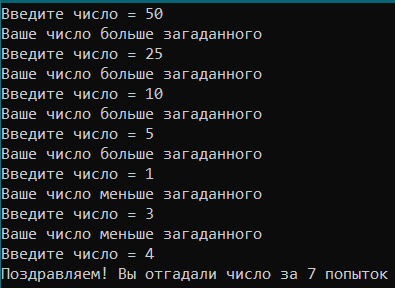 Введите число = 50
Ваше число больше загаданного
Введите число = 25
Ваше число больше загаданного
Введите число = 10
Ваше число больше загаданного
Введите число = 5
Ваше число больше загаданного
Введите число = 1
Ваше число меньше загаданного
Введите число = 3
Ваше число меньше загаданного
Введите число = 4
Поздравляем! Вы отгадали число за 7 попыток